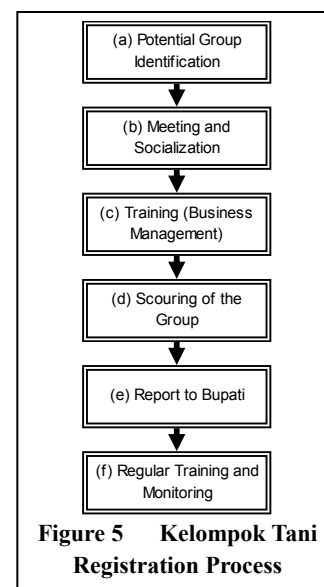 (a) Potential Group
Identification
(b) Meeting and
Socialization
(c) Training (Business
Management)
(d) Scouring of the
Group
(e) Report to Bupati
(f) Regular Training and
Monitoring
Figure 5 Kelompok Tani
Registration Process